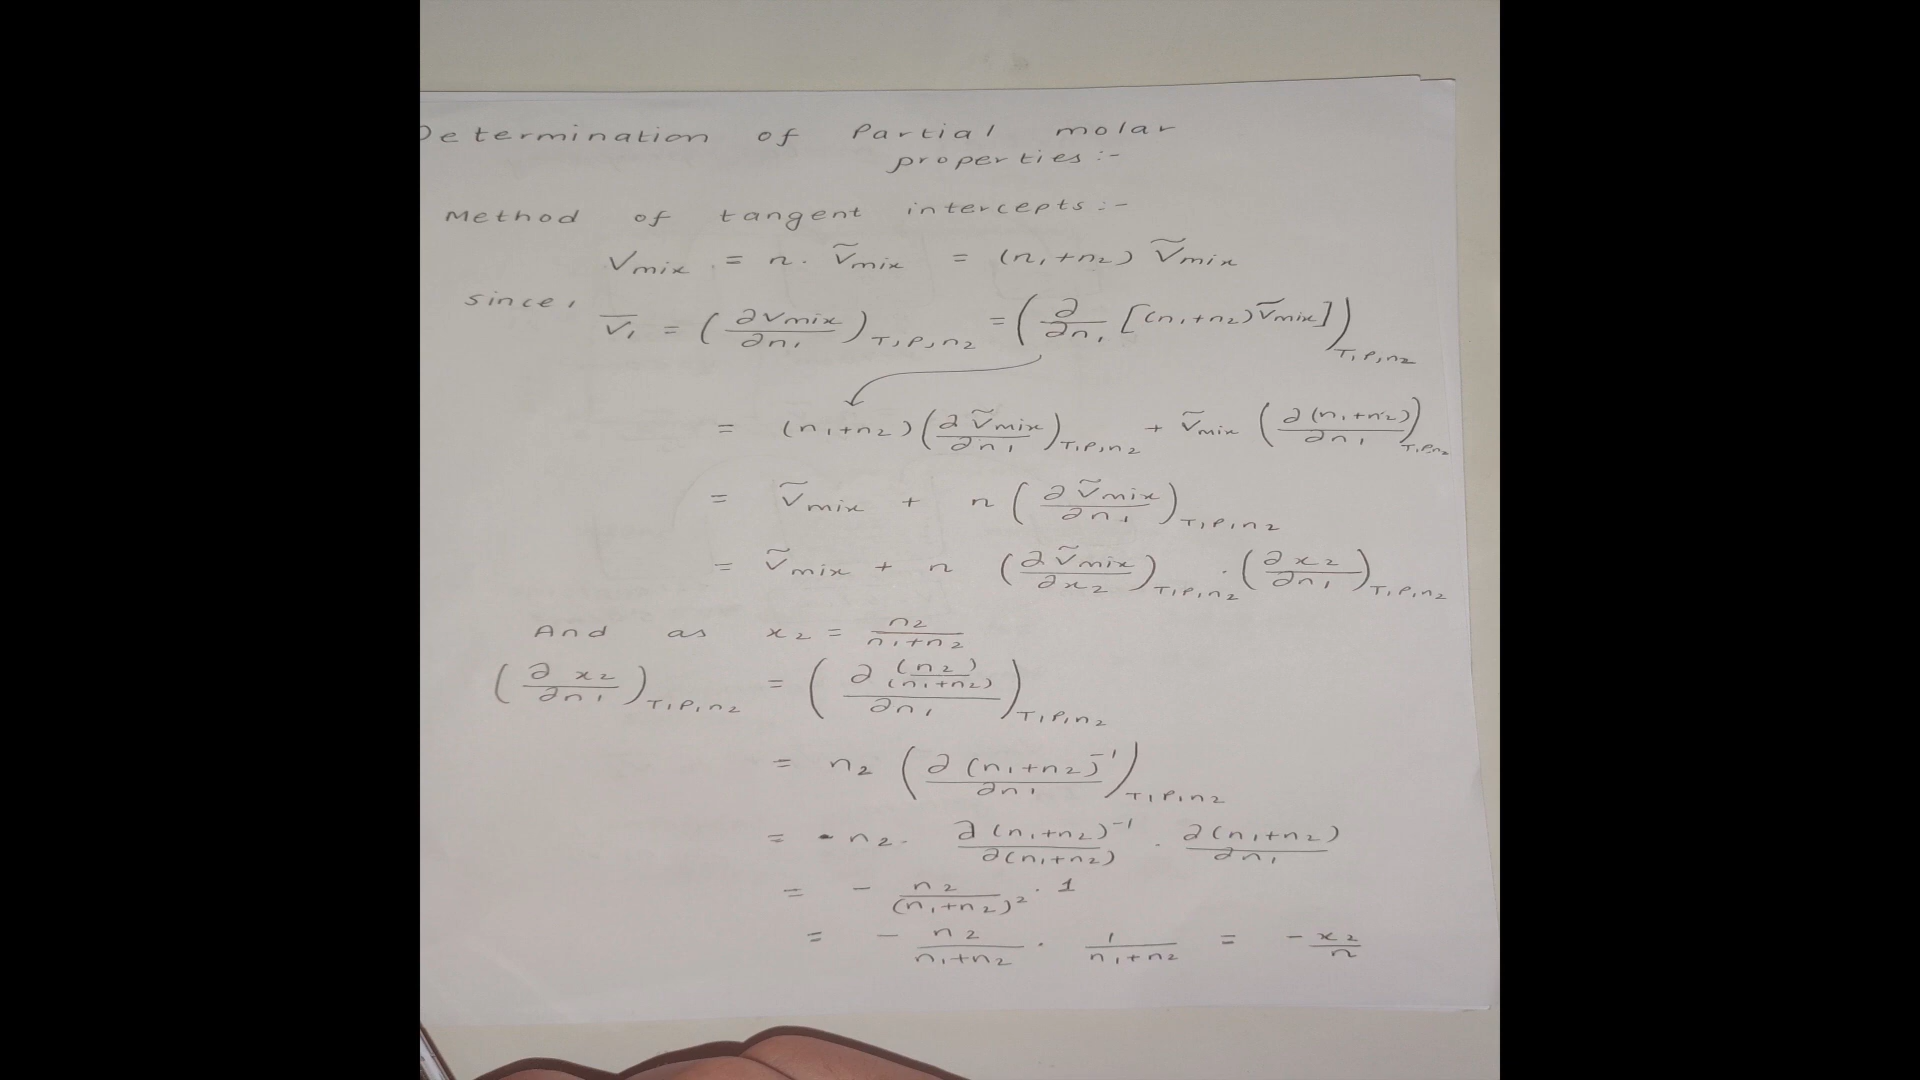 Determination of Partial molar
properties :-
Method of tangent intercepts :-
Vmix = n. Ṽmix = (n₁+n₂) Ṽmix
since, V̅₁ = (∂Vmix/∂n₁)T,P,n₂ = (∂/∂n₁ [(n₁+n₂)Ṽmix])T,P,n₂
= (n₁+n₂)(∂Ṽmix/∂n₁)T,P,n₂ + Ṽmix (∂(n₁+n₂)/∂n₁)T,P,n₂
= Ṽmix + n (∂Ṽmix/∂n₁)T,P,n₂
= Ṽmix + n (∂Ṽmix/∂x₂)T,P,n₂ . (∂x₂/∂n₁)T,P,n₂
And as x₂ = n₂/n₁+n₂
(∂x₂/∂n₁)T,P,n₂ = (∂ (n₂)/(n₁+n₂) / ∂n₁)T,P,n₂
= n₂ (∂(n₁+n₂)⁻¹/∂n₁)T,P,n₂
= - n₂ . ∂(n₁+n₂)⁻¹/∂(n₁+n₂) . ∂(n₁+n₂)/∂n₁
= - n₂/(n₁+n₂)² . 1
= - n₂/n₁+n₂ . 1/n₁+n₂ = - x₂/n